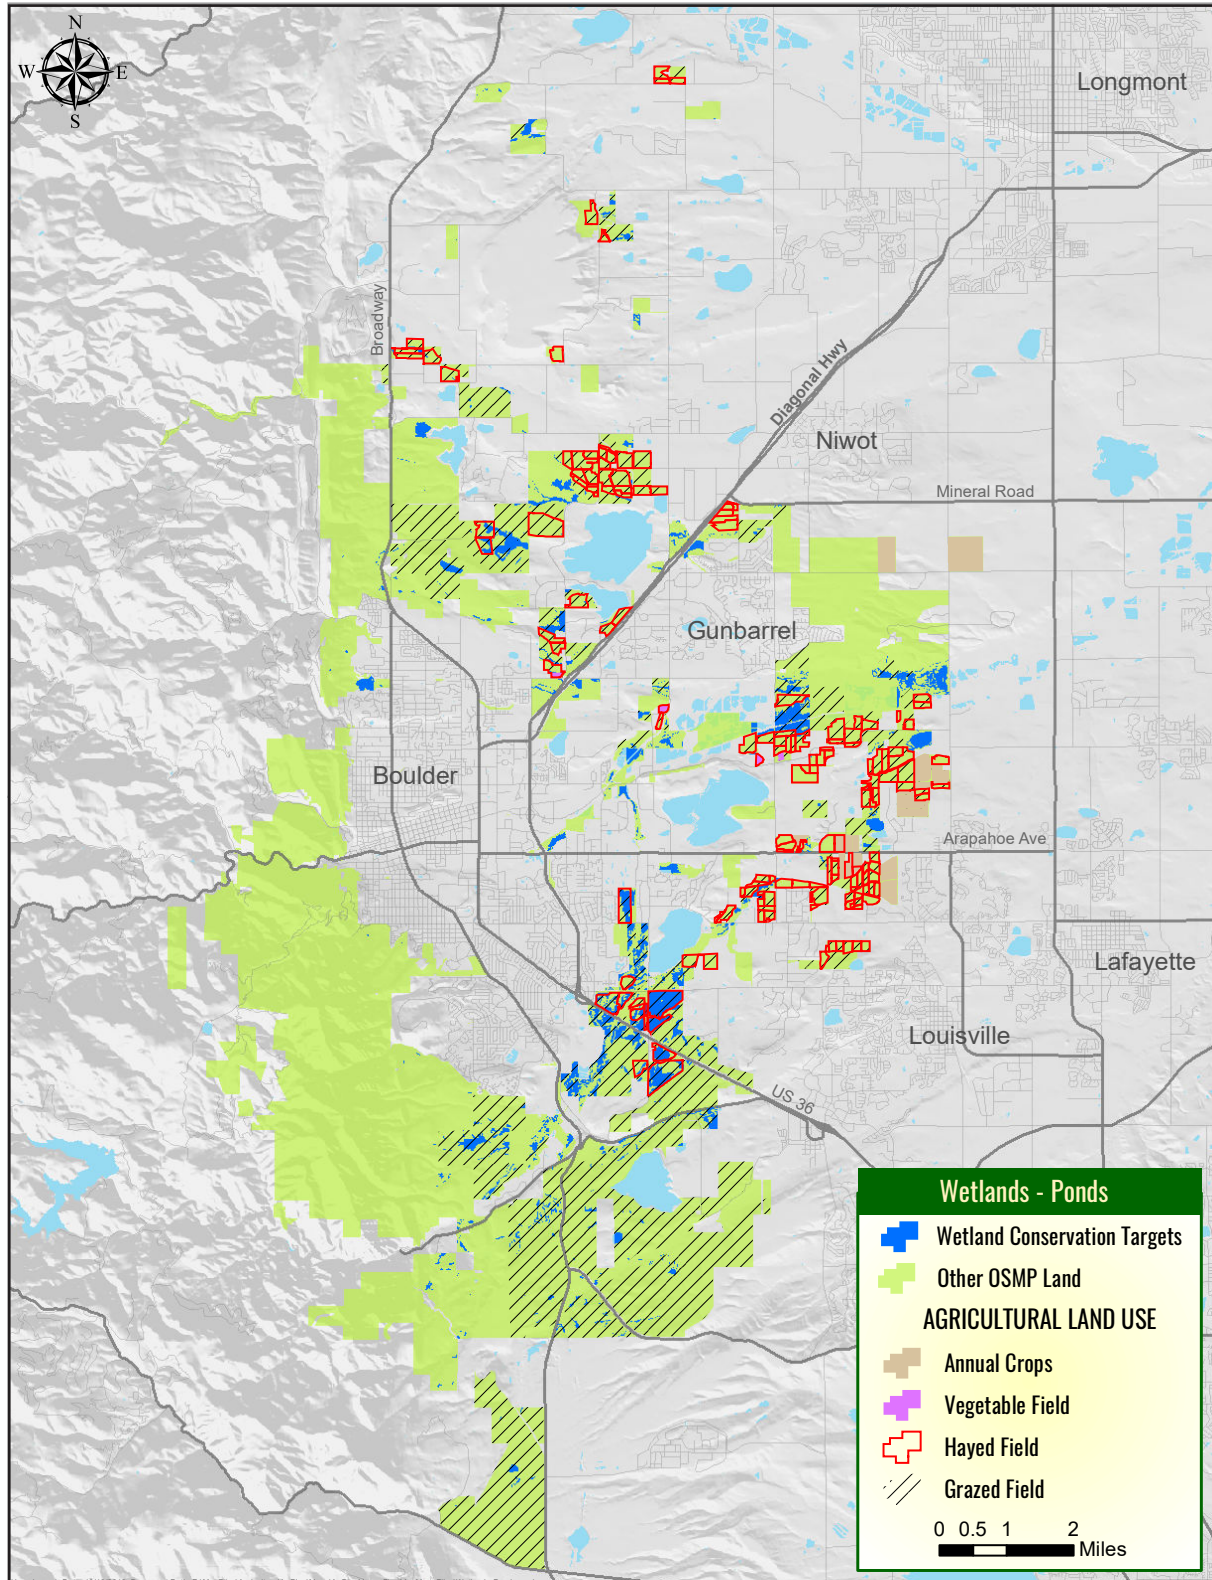 N
W E
S
Longmont
Broadway
Diagonal Hwy
Niwot
Mineral Road
Gunbarrel
Boulder
Arapahoe Ave
Lafayette
Louisville
US 36
Wetlands - Ponds
Wetland Conservation Targets
Other OSMP Land
AGRICULTURAL LAND USE
Annual Crops
Vegetable Field
Hayed Field
Grazed Field
0 0.5 1 2
Miles